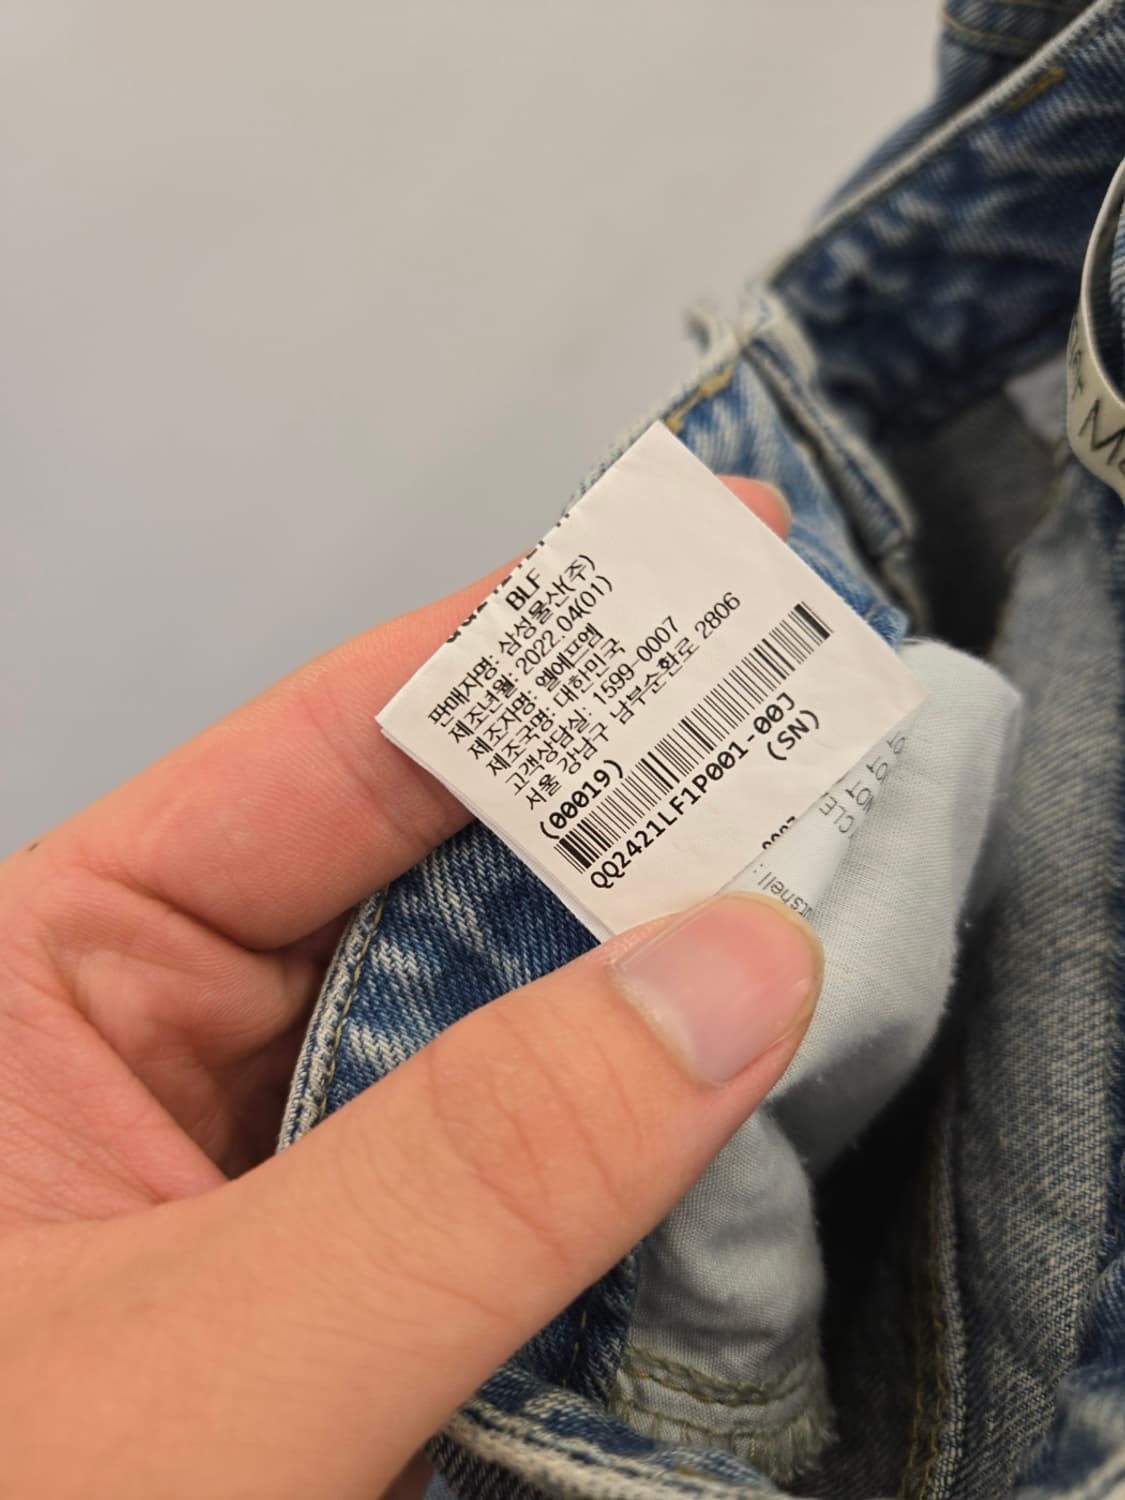 BLF
판매자명: 삼성물산(주)
제조년월: 2022.04(01)
제조자명: 엘에프엠
제조국명: 대한민국
고객상담실: 1599-0007
서울 강남구 남부순환로 2806
(00019)
QQ2421LF1P001-00J
(SN)